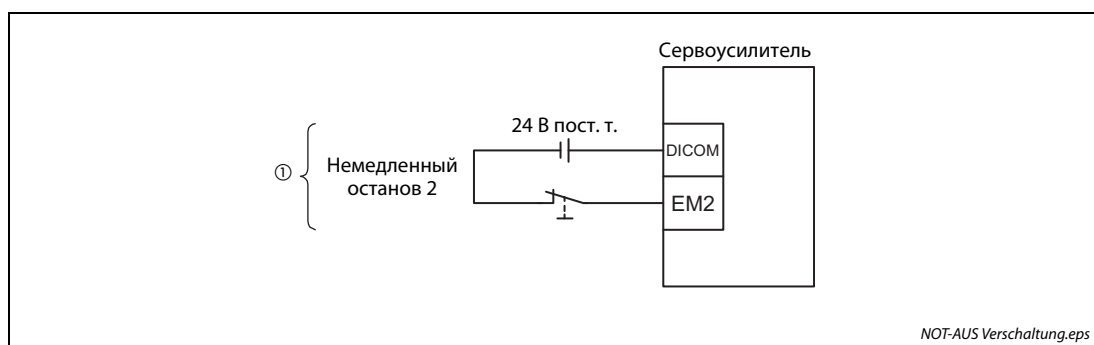 Сервоусилитель
24 В пост. т.
DICOM
① Немедленный
останов 2
EM2
NOT-AUS Verschaltung.eps